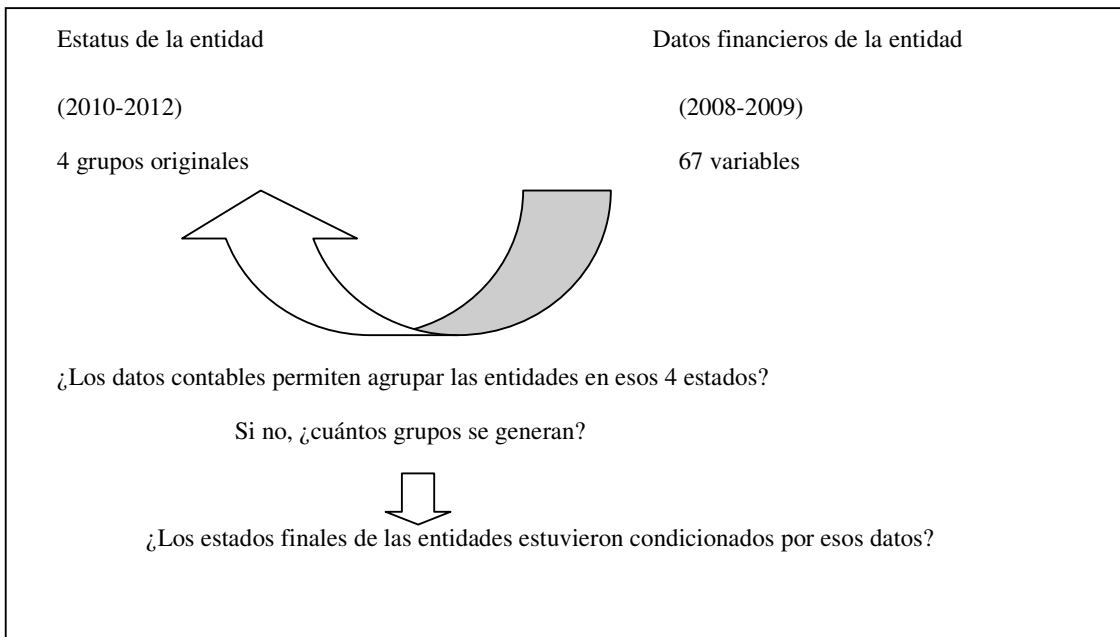 Estatus de la entidad
Datos financieros de la entidad
(2010-2012)
(2008-2009)
4 grupos originales
67 variables
¿Los datos contables permiten agrupar las entidades en esos 4 estados?
Si no, ¿cuántos grupos se generan?
¿Los estados finales de las entidades estuvieron condicionados por esos datos?